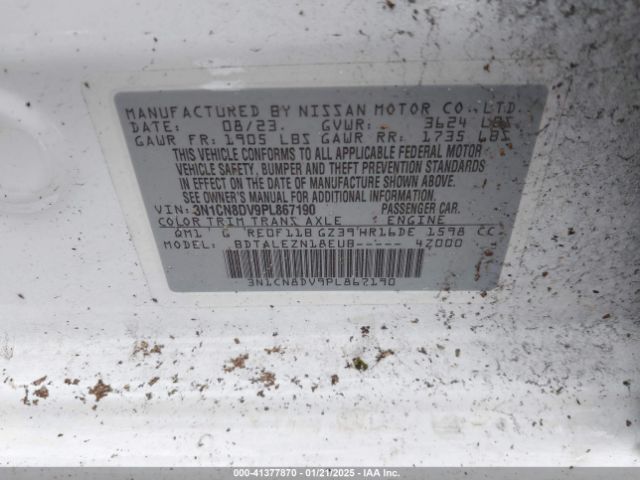 MANUFACTURED BY NISSAN MOTOR CO., LTD.
DATE: 08/23. GVWR: 3624 LBS
GAWR FR: 1905 LBS GAWR RR: 1735 LBS
THIS VEHICLE CONFORMS TO ALL APPLICABLE FEDERAL MOTOR
VEHICLE SAFETY, BUMPER, AND THEFT PREVENTION STANDARDS
IN EFFECT ON THE DATE OF MANUFACTURE SHOWN ABOVE.
SEE OWNER'S MANUAL FOR ADDITIONAL INFORMATION.
VIN: 3N1CN8DV9PL867190 PASSENGER CAR.
COLOR TRIM TRANS AXLE ENGINE
QM1 G RE0F11B GZ39 HR16DE 1598 CC
MODEL: BDTALEZN18EUB----- 4Z000
3N1CN8DV9PL867190
000-41377870 - 01/21/2025 - IAA Inc.